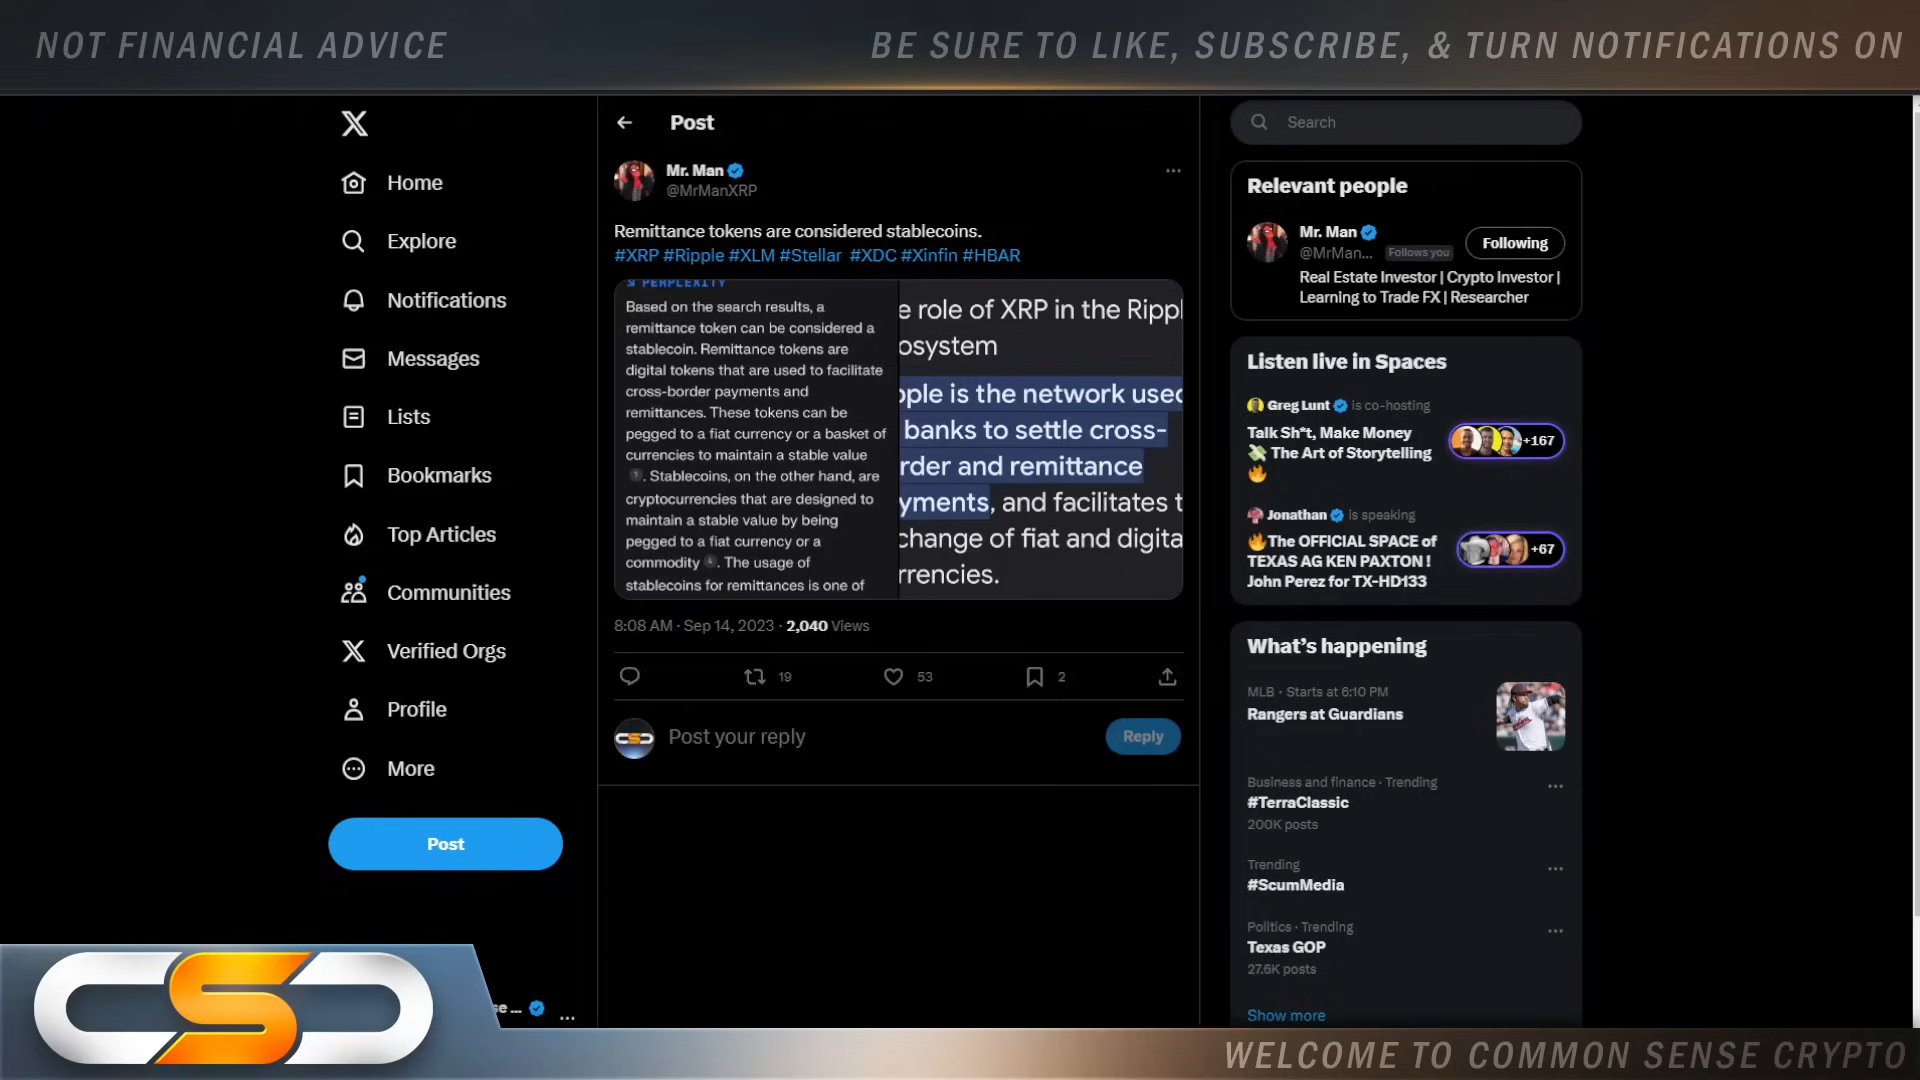 NOT FINANCIAL ADVICE
BE SURE TO LIKE, SUBSCRIBE, & TURN NOTIFICATIONS ON
Home
Explore
Notifications
Messages
Lists
Bookmarks
Top Articles
Communities
Verified Orgs
Profile
More
Post
se ...
Post
Mr. Man
@MrManXRP
Remittance tokens are considered stablecoins.
#XRP #Ripple #XLM #Stellar #XDC #Xinfin #HBAR
PERPLEXITY
Based on the search results, a
remittance token can be considered a
stablecoin. Remittance tokens are
digital tokens that are used to facilitate
cross-border payments and
remittances. These tokens can be
pegged to a fiat currency or a basket of
currencies to maintain a stable value
1. Stablecoins, on the other hand, are
cryptocurrencies that are designed to
maintain a stable value by being
pegged to a fiat currency or a
commodity 4. The usage of
stablecoins for remittances is one of
e role of XRP in the Rippl
osystem
pple is the network used
banks to settle cross-
rder and remittance
yments, and facilitates t
change of fiat and digita
rrencies.
8:08 AM · Sep 14, 2023 · 2,040 Views
19
53
2
Post your reply
Reply
Search
Relevant people
Mr. Man
@MrMan... Follows you
Following
Real Estate Investor | Crypto Investor |
Learning to Trade FX | Researcher
Listen live in Spaces
Greg Lunt is co-hosting
Talk Sh*t, Make Money
The Art of Storytelling
+167
Jonathan is speaking
The OFFICIAL SPACE of
TEXAS AG KEN PAXTON !
John Perez for TX-HD133
+67
What's happening
MLB · Starts at 6:10 PM
Rangers at Guardians
Business and finance · Trending
#TerraClassic
200K posts
Trending
#ScumMedia
Politics · Trending
Texas GOP
27.6K posts
Show more
CSC
WELCOME TO COMMON SENSE CRYPTO